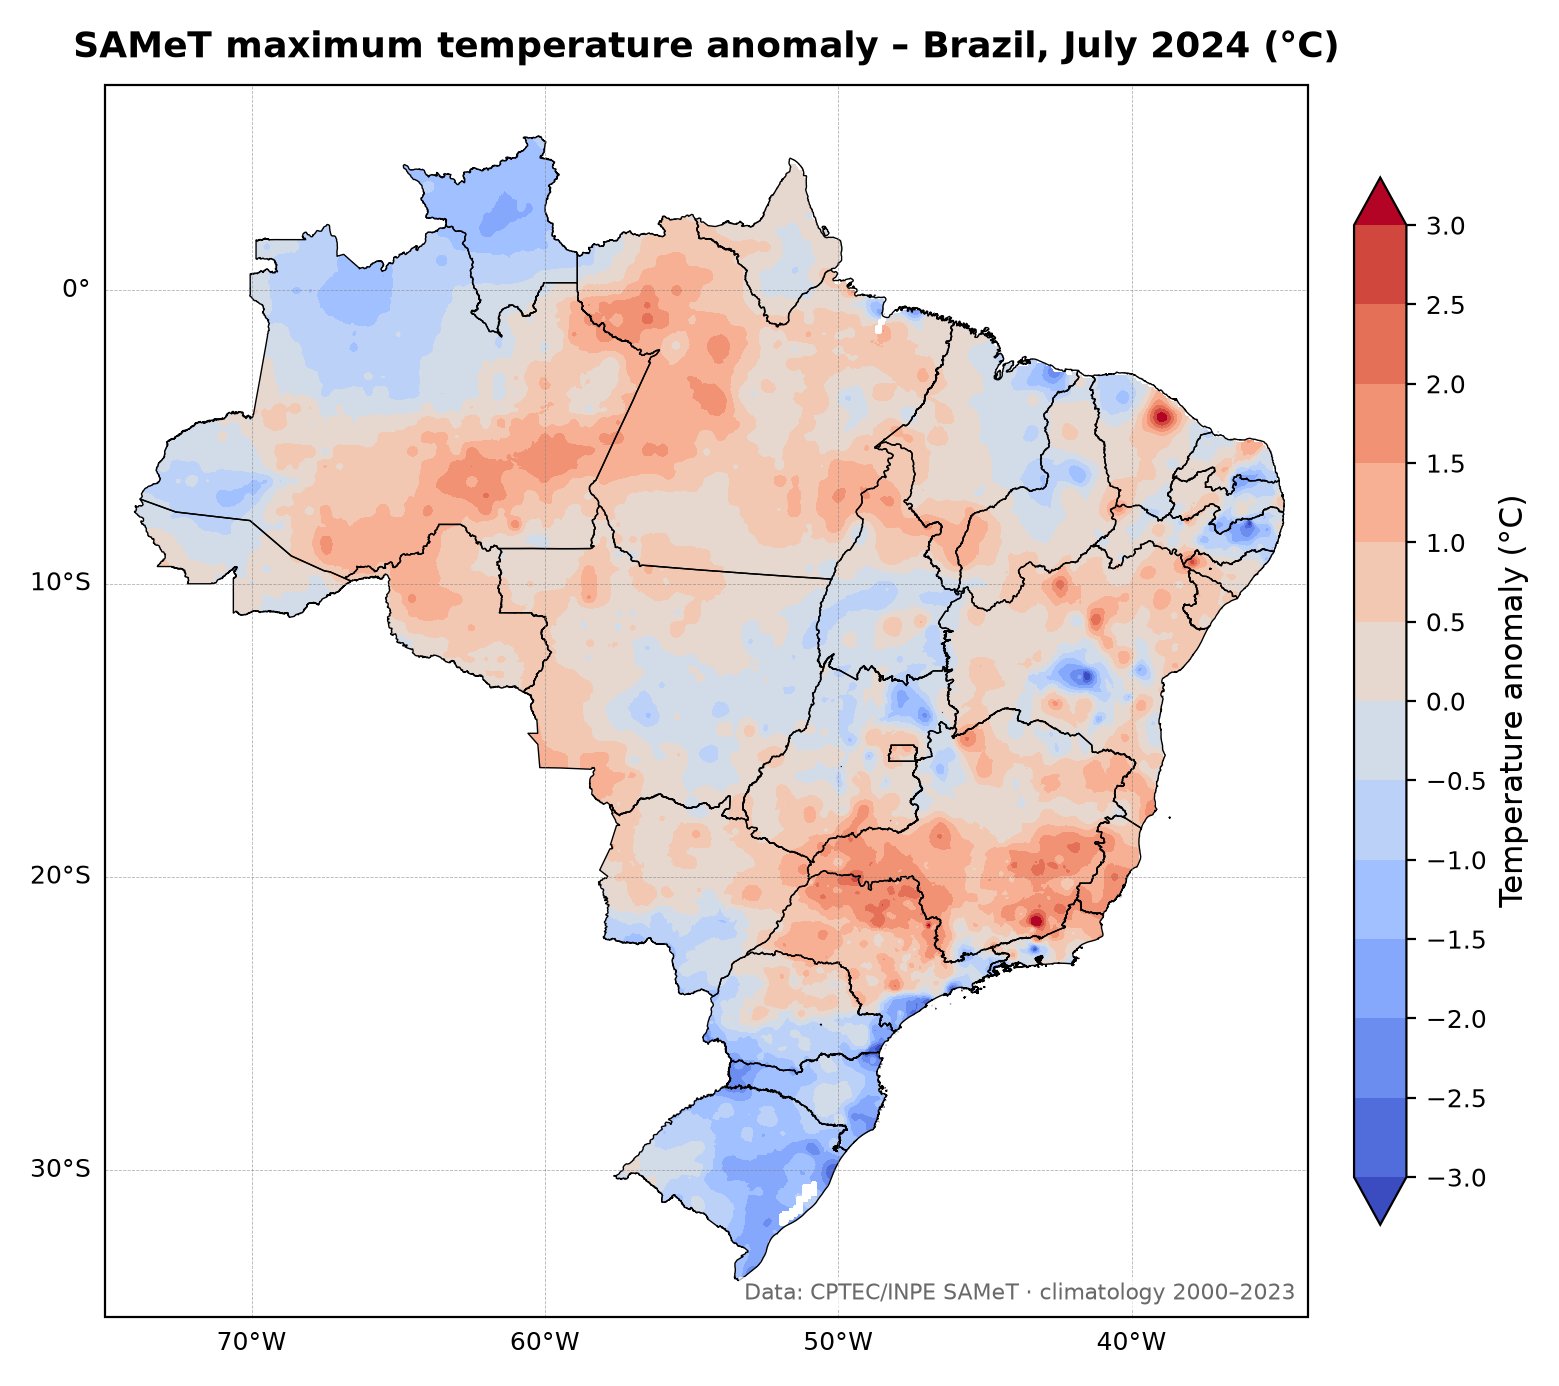 SAMeT maximum temperature anomaly – Brazil, July 2024 (°C)
0°
10°S
20°S
30°S
70°W
60°W
50°W
40°W
3.0
2.5
2.0
1.5
1.0
0.5
0.0
−0.5
−1.0
−1.5
−2.0
−2.5
−3.0
Temperature anomaly (°C)
Data: CPTEC/INPE SAMeT · climatology 2000–2023